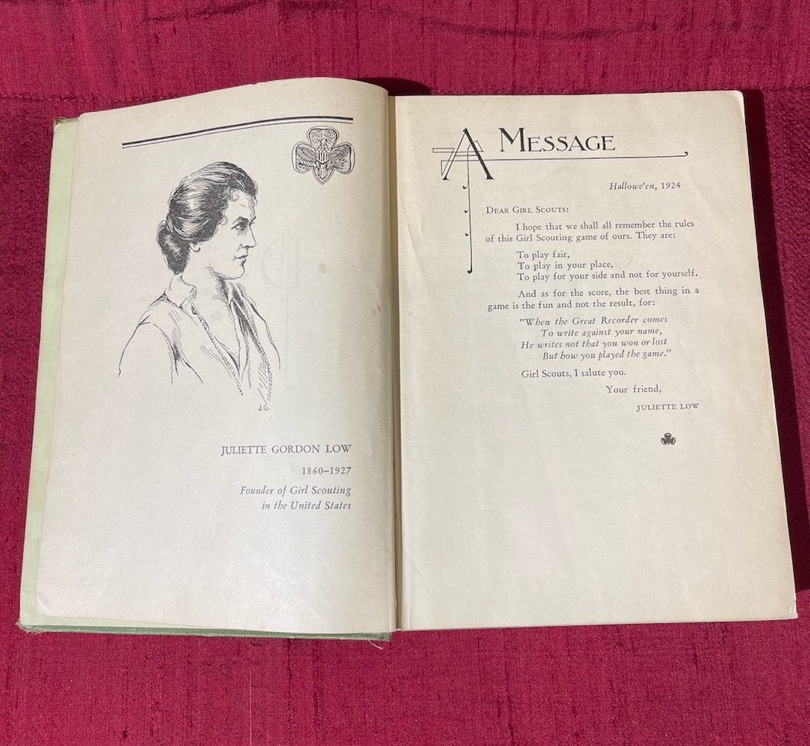 JULIETTE GORDON LOW
1860–1927
Founder of Girl Scouting
in the United States
A MESSAGE
Hallowe'en, 1924
DEAR GIRL SCOUTS:
I hope that we shall all remember the rules
of this Girl Scouting game of ours. They are:
To play fair,
To play in your place,
To play for your side and not for yourself.
And as for the score, the best thing in a
game is the fun and not the result, for:
"When the Great Recorder comes
To write against your name,
He writes not that you won or lost
But how you played the game."
Girl Scouts, I salute you.
Your friend,
JULIETTE LOW